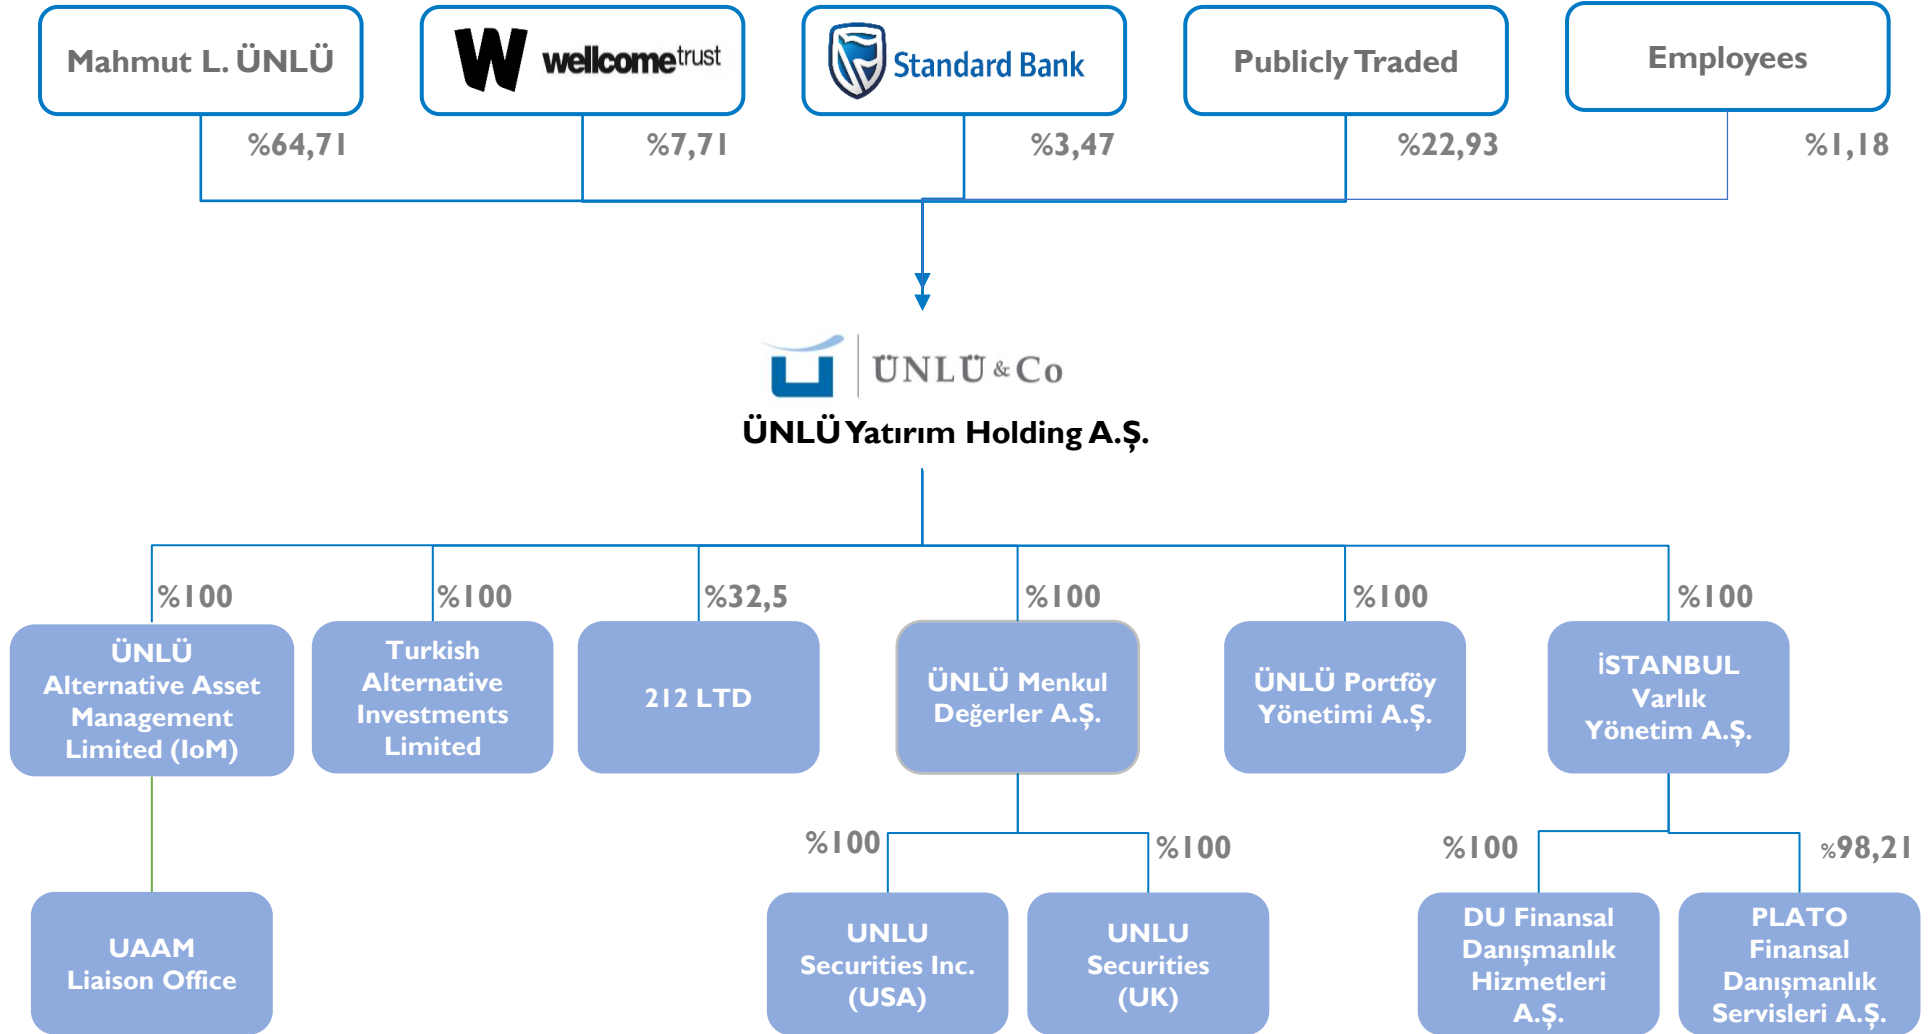 Mahmut L. ÜNLÜ
W wellcometrust
Standard Bank
Publicly Traded
Employees
%64,71
%7,71
%3,47
%22,93
%1,18
ÜNLÜ & Co
ÜNLÜ Yatırım Holding A.Ş.
%100
%100
%32,5
%100
%100
%100
ÜNLÜ
Alternative Asset
Management
Limited (IoM)
Turkish
Alternative
Investments
Limited
212 LTD
ÜNLÜ Menkul
Değerler A.Ş.
ÜNLÜ Portföy
Yönetimi A.Ş.
İSTANBUL
Varlık
Yönetim A.Ş.
%100
%100
%100
%98,21
UAAM
Liaison Office
UNLU
Securities Inc.
(USA)
UNLU
Securities
(UK)
DU Finansal
Danışmanlık
Hizmetleri
A.Ş.
PLATO
Finansal
Danışmanlık
Servisleri A.Ş.